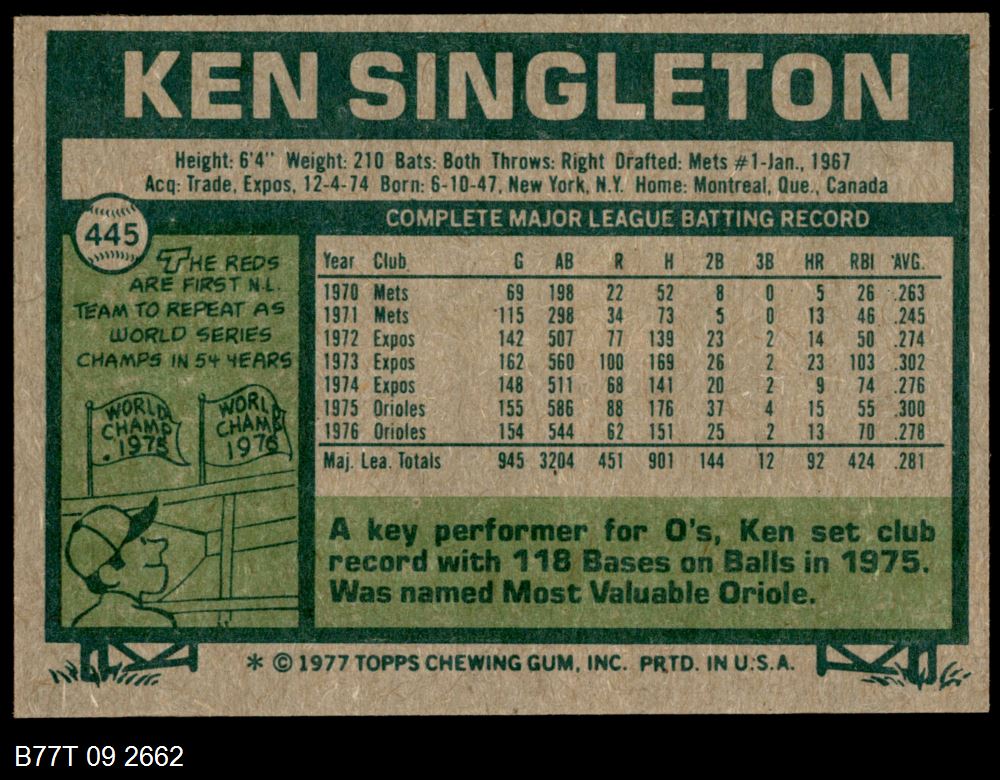 KEN SINGLETON
Height: 6'4" Weight: 210 Bats: Both Throws: Right Drafted: Mets #1-Jan., 1967
Acq: Trade, Expos, 12-4-74 Born: 6-10-47, New York, N.Y. Home: Montreal, Que., Canada
445
COMPLETE MAJOR LEAGUE BATTING RECORD
THE REDS
ARE FIRST N.L.
TEAM TO REPEAT AS
WORLD SERIES
CHAMPS IN 54 YEARS
WORLD
CHAMP
1975
WORL
CHAMP
1976
Year Club G AB R H 2B 3B HR RBI AVG.
1970 Mets 69 198 22 52 8 0 5 26 .263
1971 Mets 115 298 34 73 5 0 13 46 .245
1972 Expos 142 507 77 139 23 2 14 50 .274
1973 Expos 162 560 100 169 26 2 23 103 .302
1974 Expos 148 511 68 141 20 2 9 74 .276
1975 Orioles 155 586 88 176 37 4 15 55 .300
1976 Orioles 154 544 62 151 25 2 13 70 .278
Maj. Lea. Totals 945 3204 451 901 144 12 92 424 .281
A key performer for O's, Ken set club
record with 118 Bases on Balls in 1975.
Was named Most Valuable Oriole.
* © 1977 TOPPS CHEWING GUM, INC. PRTD. IN U.S.A.
B77T 09 2662